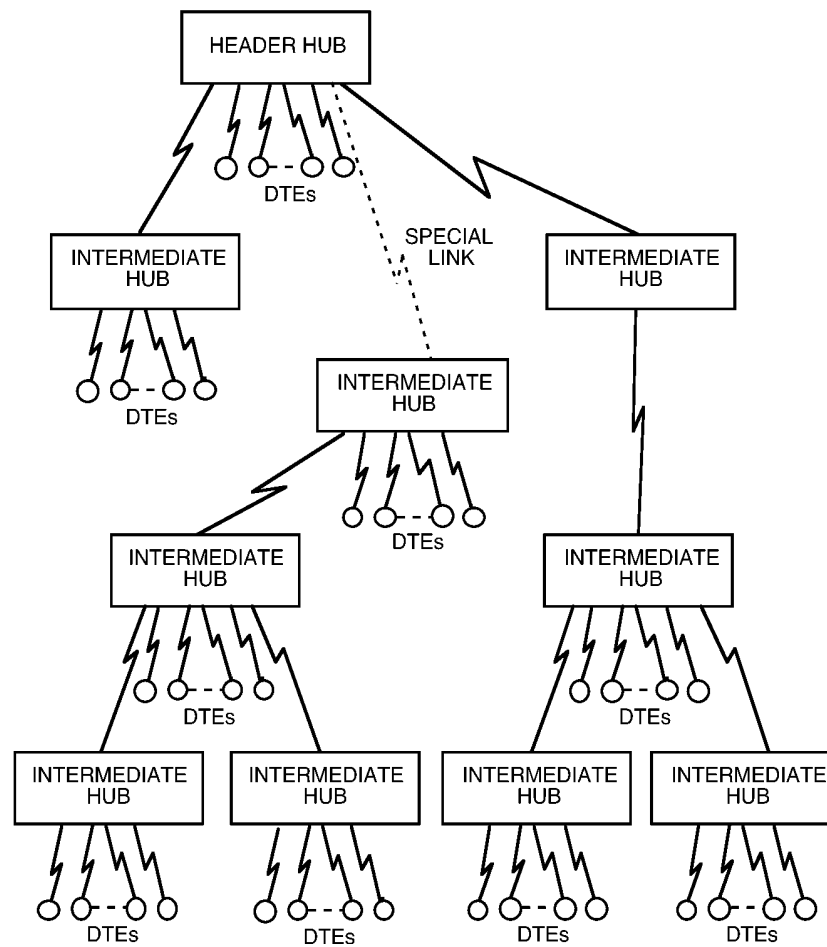 HEADER HUB
DTEs
INTERMEDIATE
HUB
SPECIAL
LINK
INTERMEDIATE
HUB
DTEs
INTERMEDIATE
HUB
DTEs
INTERMEDIATE
HUB
INTERMEDIATE
HUB
DTEs
DTEs
INTERMEDIATE
HUB
INTERMEDIATE
HUB
INTERMEDIATE
HUB
INTERMEDIATE
HUB
DTEs
DTEs
DTEs
DTEs